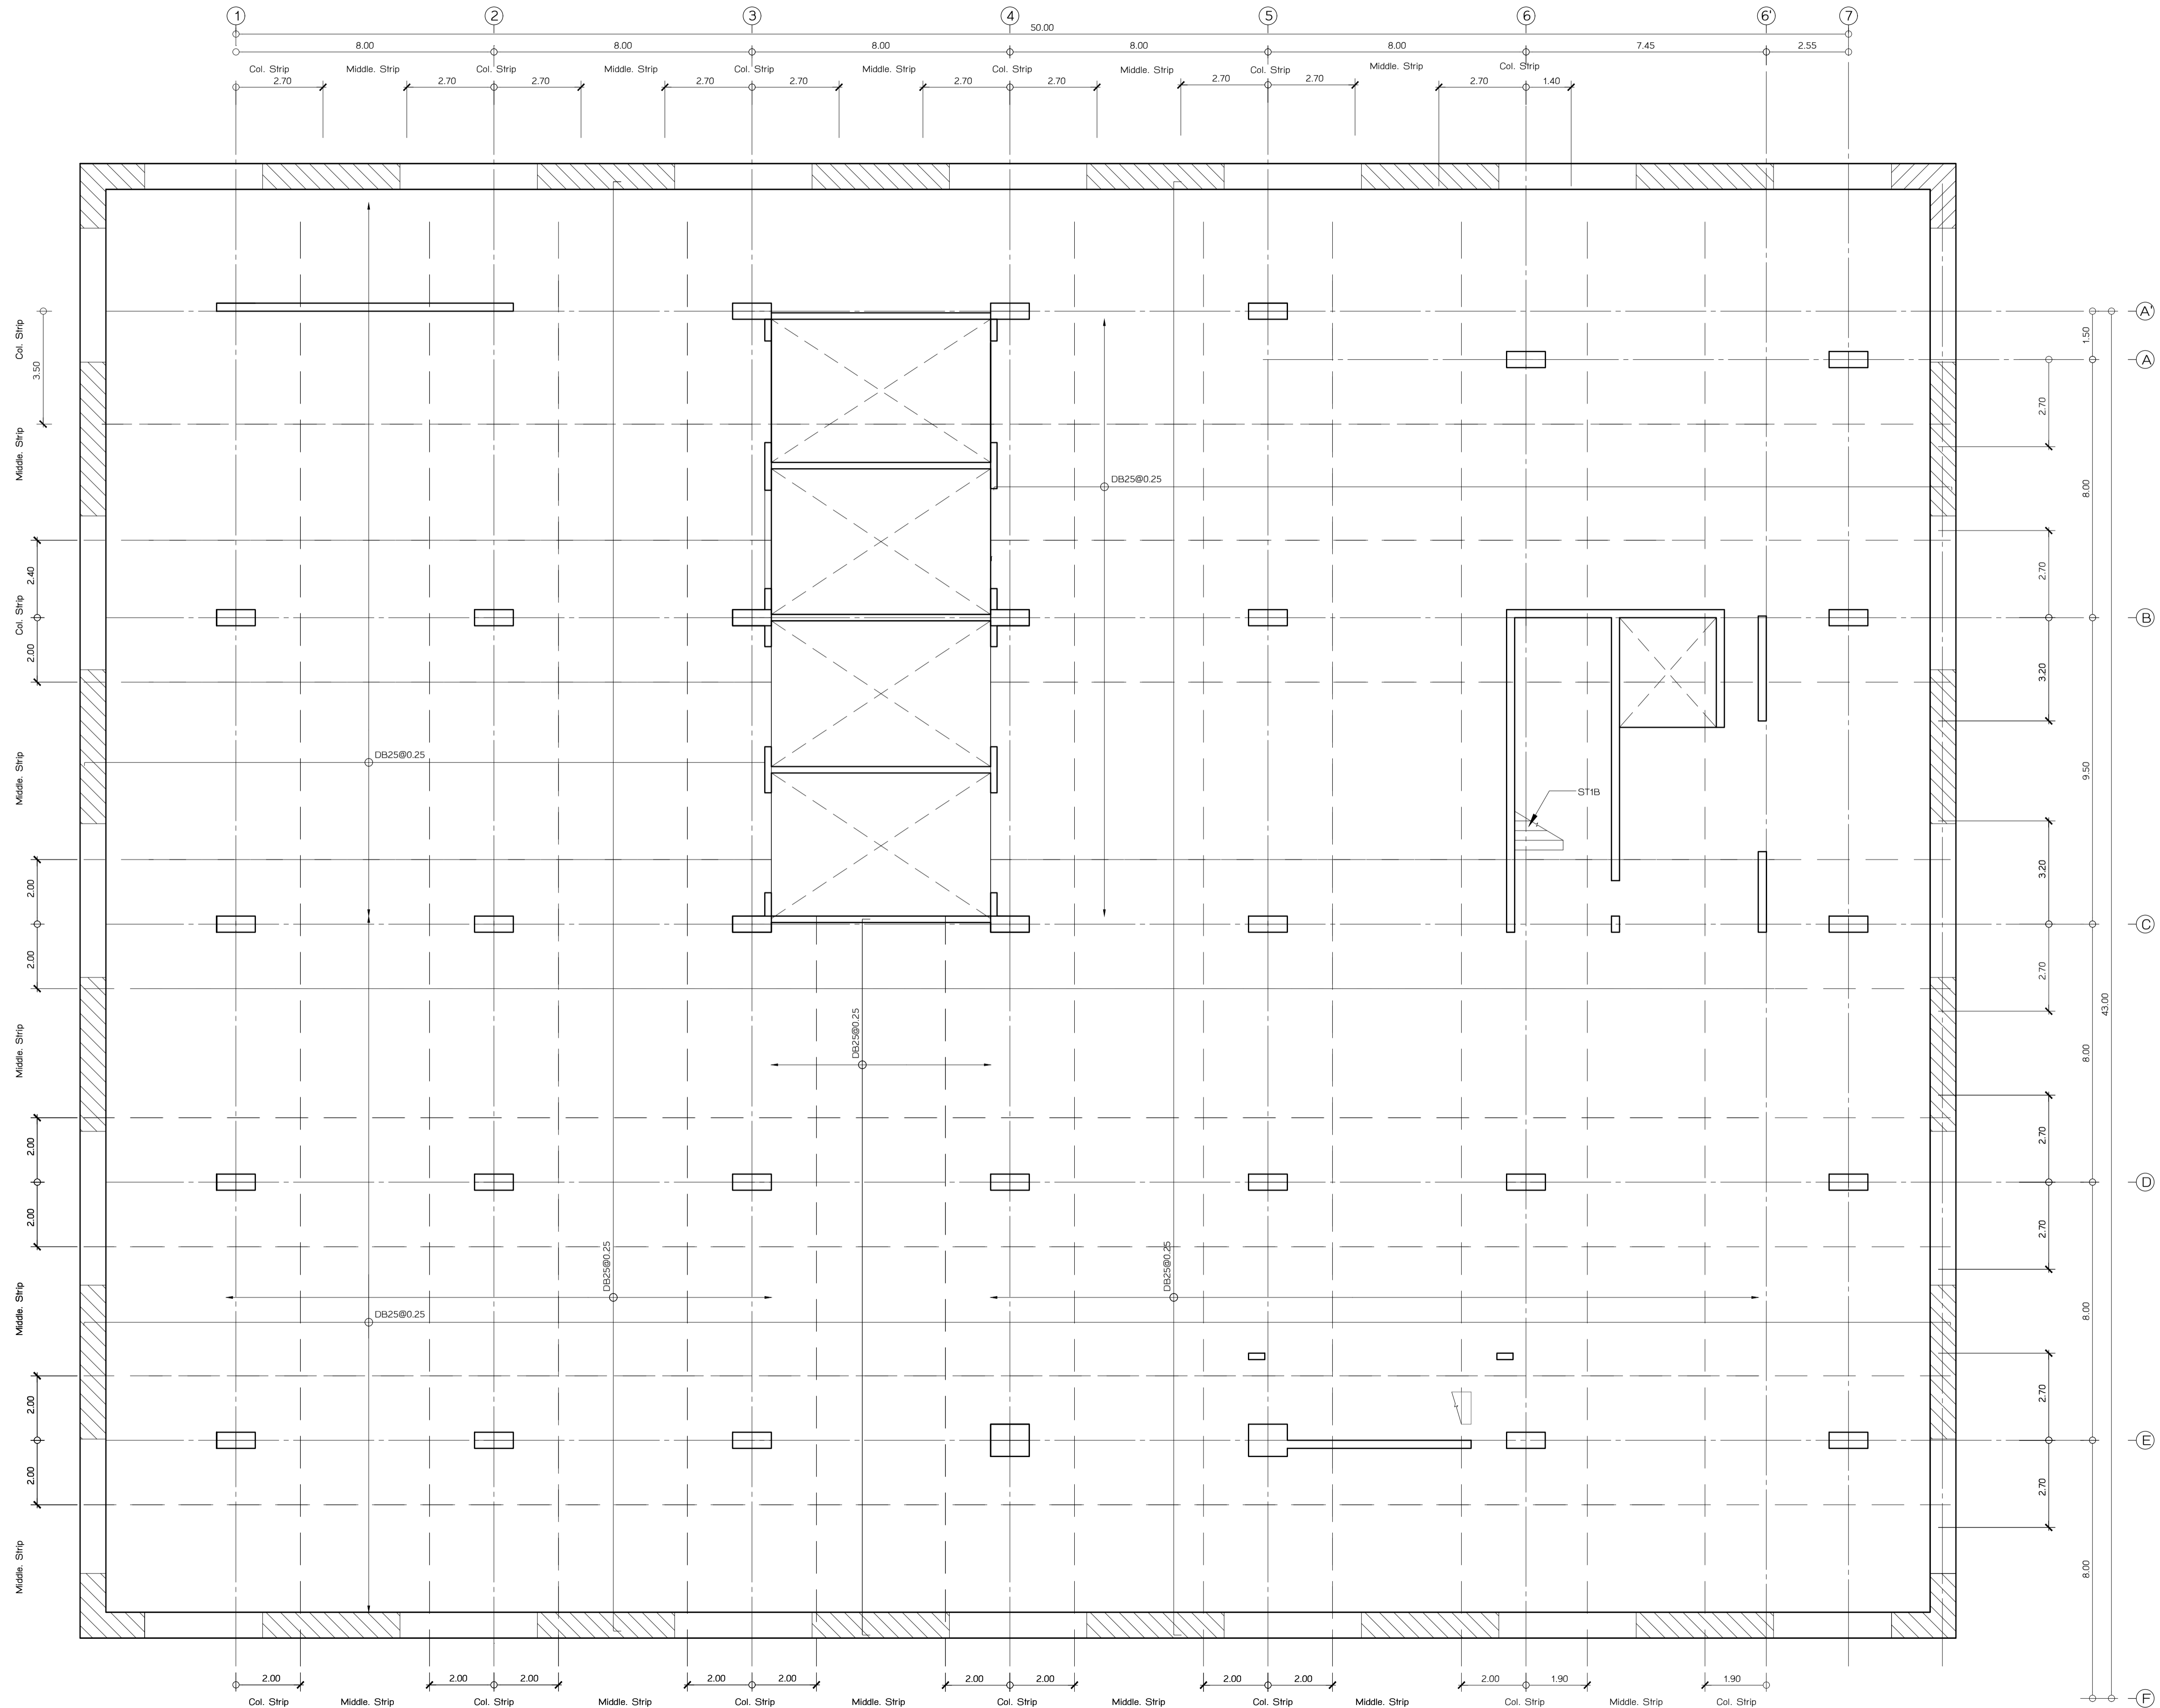 1 2 3 4 5 6 6' 7
50.00
8.00 8.00 8.00 8.00 8.00 7.45 2.55
Col. Strip Middle. Strip Col. Strip Middle. Strip Col. Strip Middle. Strip Col. Strip Middle. Strip Col. Strip Middle. Strip Col. Strip
2.70 2.70 2.70 2.70 2.70 2.70 2.70 2.70 2.70 2.70 1.40
A'
Col. Strip
1.50
A
3.50
2.70
Middle. Strip
DB25@0.25
8.00
2.40
2.70
Col. Strip
B
2.00
3.20
DB25@0.25
Middle. Strip
9.50
ST1B
2.00
3.20
C
2.00
2.70
43.00
DB25@0.25
Middle. Strip
8.00
2.00
2.70
D
2.00
2.70
DB25@0.25
DB25@0.25
Middle. Strip
8.00
DB25@0.25
2.00
2.70
E
2.00
2.70
Middle. Strip
8.00
2.00 2.00 2.00 2.00 2.00 2.00 2.00 2.00 2.00 2.00 1.90 1.90
Col. Strip Middle. Strip Col. Strip Middle. Strip Col. Strip Middle. Strip Col. Strip Middle. Strip Col. Strip Middle. Strip Col. Strip Middle. Strip Col. Strip
F